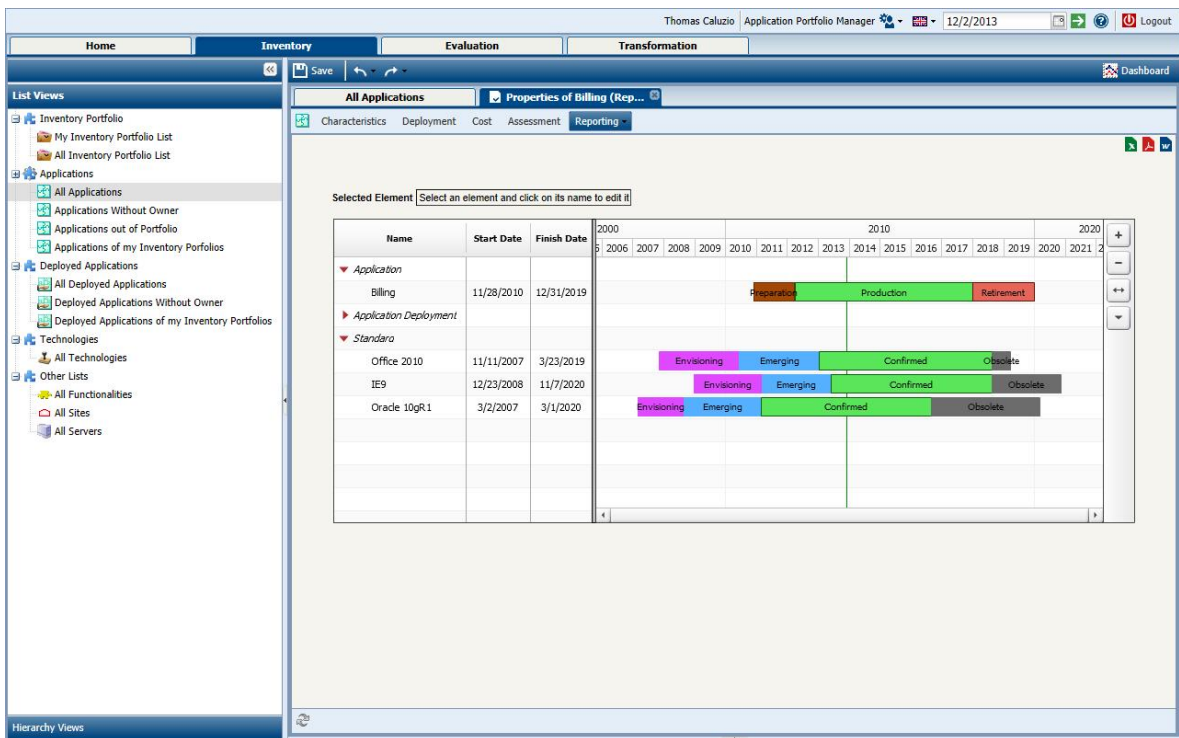 Thomas Caluzio Application Portfolio Manager 12/2/2013 Logout
Home Inventory Evaluation Transformation
Save Dashboard
List Views
Inventory Portfolio
My Inventory Portfolio List
All Inventory Portfolio List
Applications
All Applications
Applications Without Owner
Applications out of Portfolio
Applications of my Inventory Porfolios
Deployed Applications
All Deployed Applications
Deployed Applications Without Owner
Deployed Applications of my Inventory Portfolios
Technologies
All Technologies
Other Lists
All Functionalities
All Sites
All Servers
Hierarchy Views
All Applications Properties of Billing (Rep...
Characteristics Deployment Cost Assessment Reporting
Selected Element Select an element and click on its name to edit it
Name Start Date Finish Date 2000 2010 2020
5 2006 2007 2008 2009 2010 2011 2012 2013 2014 2015 2016 2017 2018 2019 2020 2021 2
Application
Billing 11/28/2010 12/31/2019 Preparation Production Retirement
Application Deployment
Standard
Office 2010 11/11/2007 3/23/2019 Envisioning Emerging Confirmed Obsolete
IE9 12/23/2008 11/7/2020 Envisioning Emerging Confirmed Obsolete
Oracle 10gR1 3/2/2007 3/1/2020 Envisioning Emerging Confirmed Obsolete